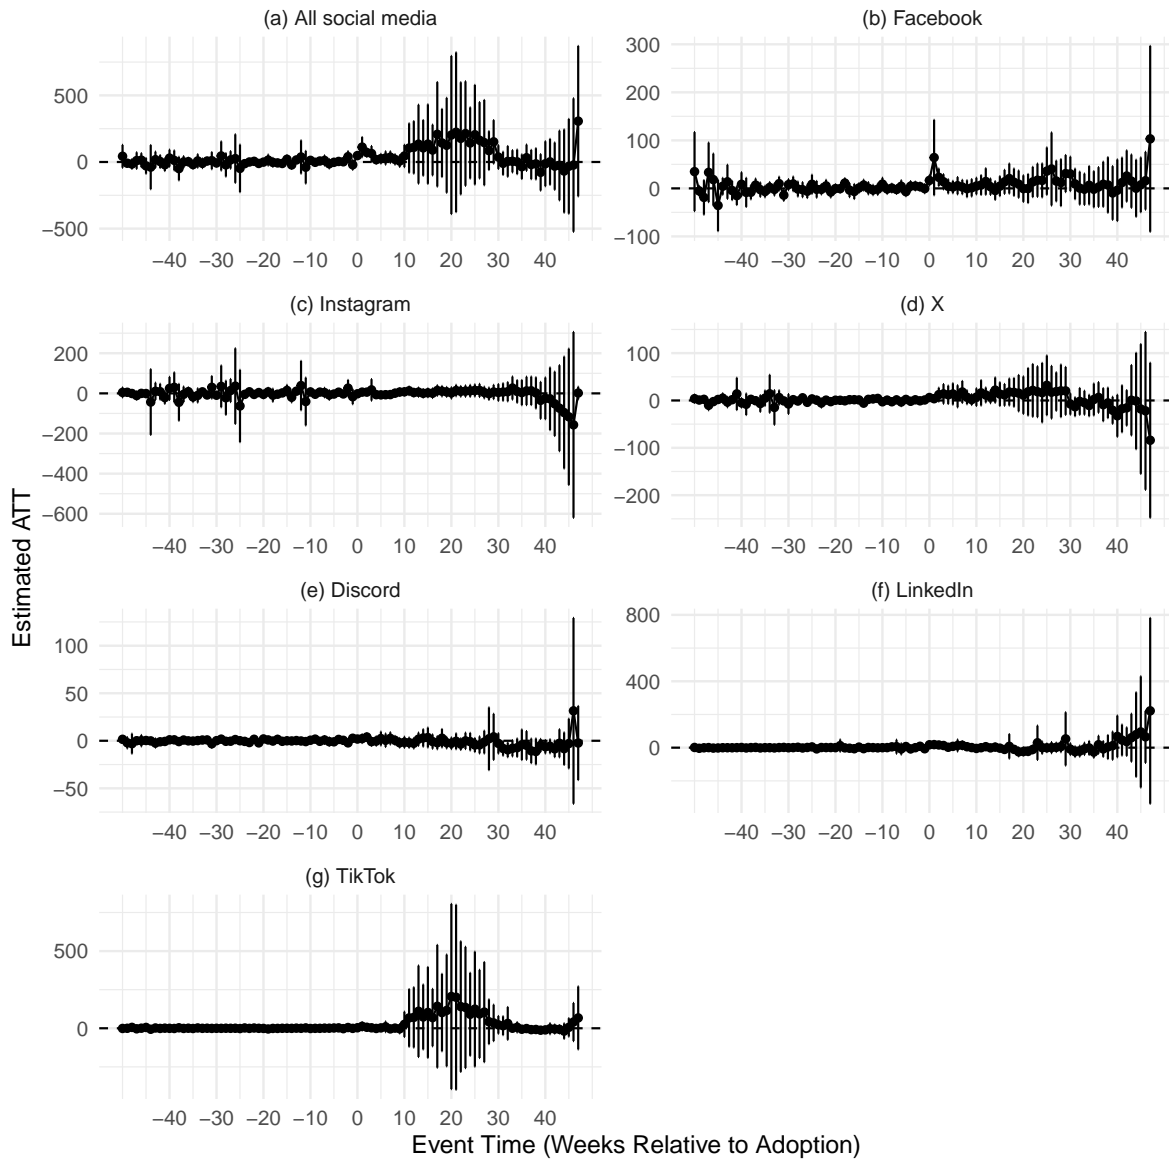 (a) All social media
(b) Facebook
500
0
−500
−40 −30 −20 −10 0 10 20 30 40
300
200
100
0
−100
−40 −30 −20 −10 0 10 20 30 40
(c) Instagram
(d) X
200
0
−200
−400
−600
−40 −30 −20 −10 0 10 20 30 40
100
0
−100
−200
−40 −30 −20 −10 0 10 20 30 40
Estimated ATT
(e) Discord
(f) LinkedIn
100
50
0
−50
−40 −30 −20 −10 0 10 20 30 40
800
400
0
−40 −30 −20 −10 0 10 20 30 40
(g) TikTok
500
0
−40 −30 −20 −10 0 10 20 30 40
Event Time (Weeks Relative to Adoption)